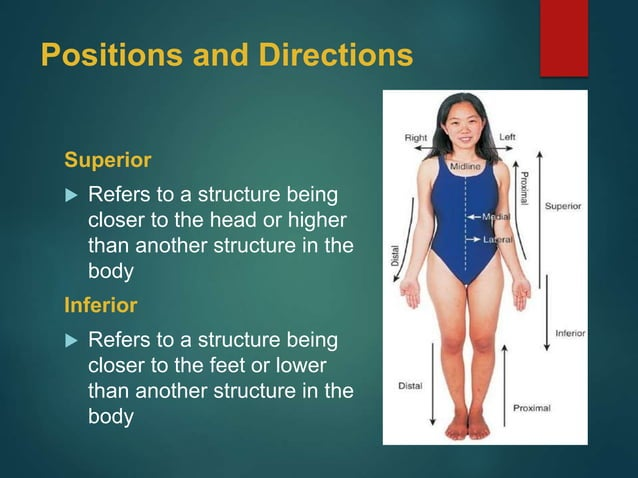 Positions and Directions
Superior
Refers to a structure being
closer to the head or higher
than another structure in the
body
Inferior
Refers to a structure being
closer to the feet or lower
than another structure in the
body
Right
Left
Midline
Proximal
Superior
Medial
Lateral
Distal
Inferior
Distal
Proximal